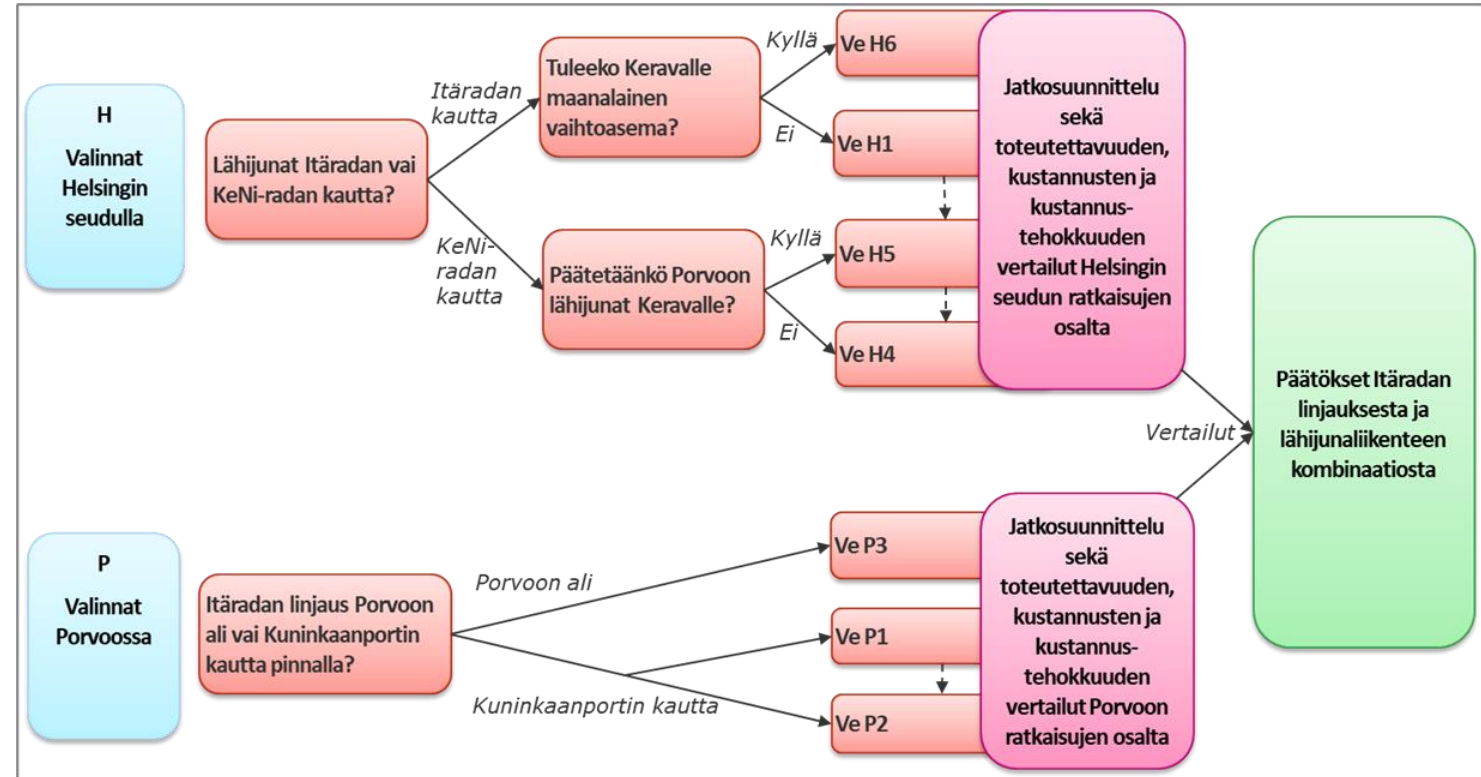 H
Valinnat
Helsingin
seudulla
Lähijunat Itäradan vai
KeNi-radan kautta?
Itäradan
kautta
KeNi-
radan
kautta
Tuleeko Keravalle
maanalainen
vaihtoasema?
Päätetäänkö Porvoon
lähijunat Keravalle?
Kyllä
Ei
Kyllä
Ei
Ve H6
Ve H1
Ve H5
Ve H4
Jatkosuunnittelu
sekä
toteutettavuuden,
kustannusten ja
kustannus-
tehokkuuden
vertailut Helsingin
seudun ratkaisujen
osalta
P
Valinnat
Porvoossa
Itäradan linjaus Porvoon
ali vai Kuninkaanportin
kautta pinnalla?
Porvoon ali
Kuninkaanportin kautta
Ve P3
Ve P1
Ve P2
Jatkosuunnittelu
sekä
toteutettavuuden,
kustannusten ja
kustannus-
tehokkuuden
vertailut Porvoon
ratkaisujen osalta
Vertailut
Päätökset Itäradan
linjauksesta ja
lähijunaliikenteen
kombinaatiosta